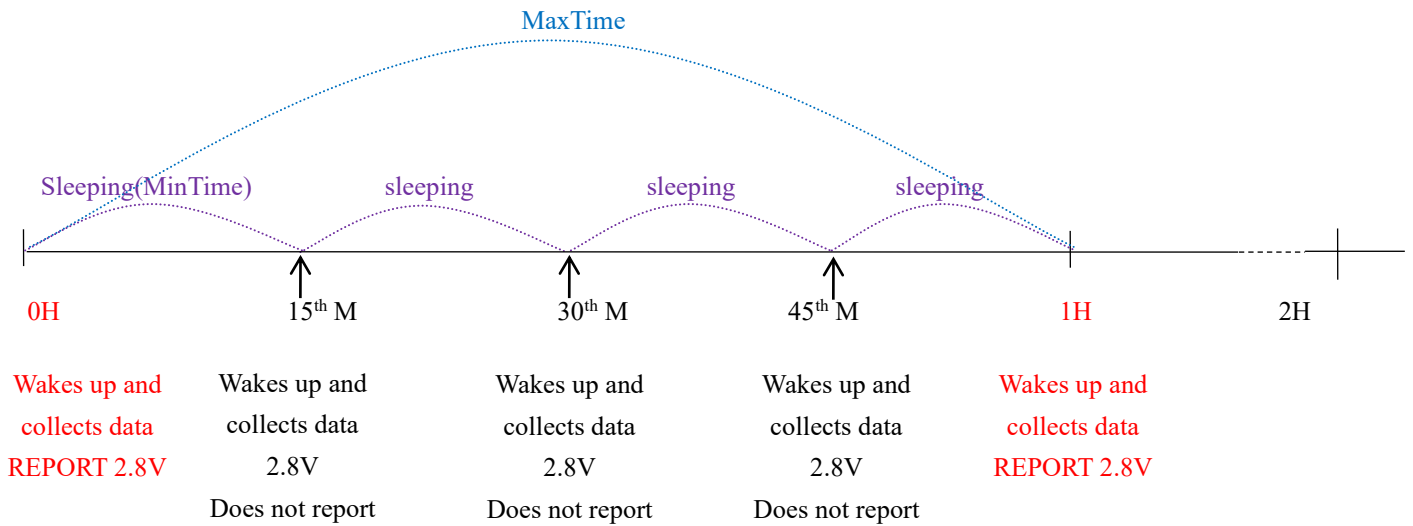 MaxTime
Sleeping(MinTime)
sleeping
sleeping
sleeping
0H
15th M
30th M
45th M
1H
2H
Wakes up and
collects data
REPORT 2.8V
Wakes up and
collects data
2.8V
Does not report
Wakes up and
collects data
2.8V
Does not report
Wakes up and
collects data
2.8V
Does not report
Wakes up and
collects data
REPORT 2.8V